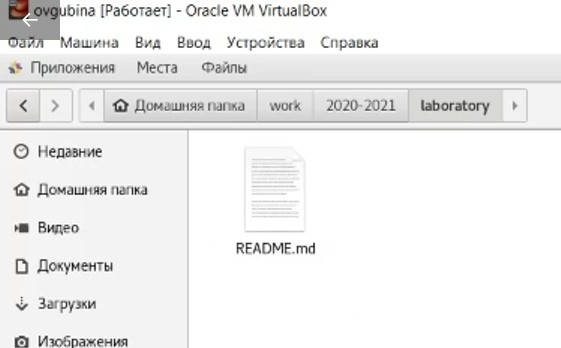 ovgubina [Работает] - Oracle VM VirtualBox
Файл Машина Вид Ввод Устройства Справка
Приложения Места Файлы
Домашняя папка work 2020-2021 laboratory
Недавние
Домашняя папка
Видео
Документы
Загрузки
Изображения
README.md